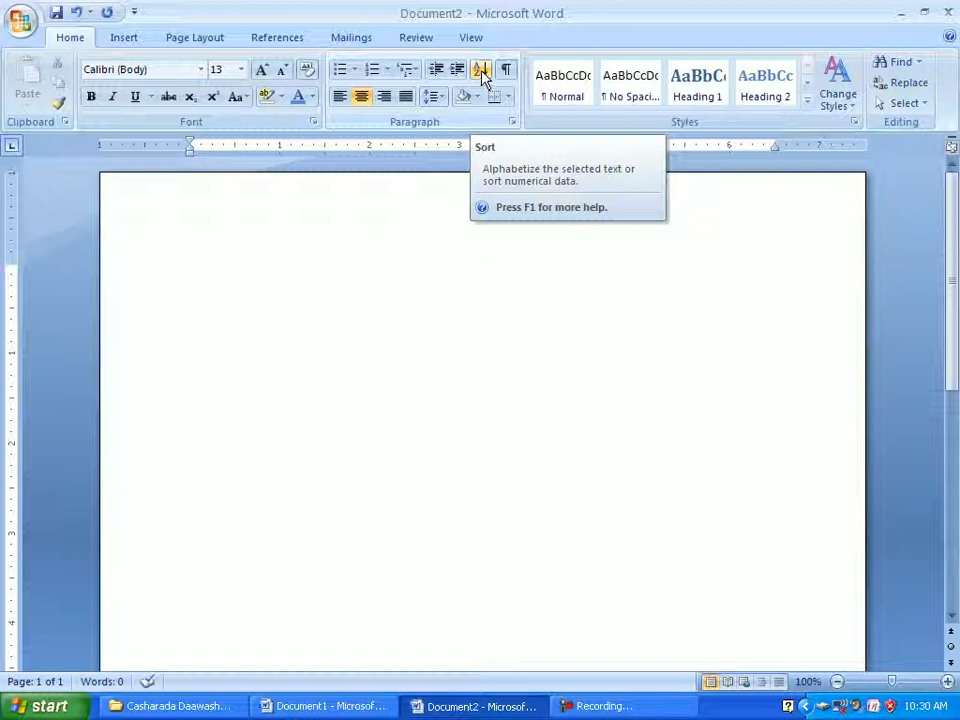 Document2 - Microsoft Word
Home Insert Page Layout References Mailings Review View
Paste
Calibri (Body) 13
AaBbCcDc AaBbCcDc AaBbC AaBbCc
¶ Normal ¶ No Spaci... Heading 1 Heading 2
Change Styles
Find
Replace
Select
Clipboard Font Paragraph Styles Editing
Sort
Alphabetize the selected text or
sort numerical data.
Press F1 for more help.
Page: 1 of 1 Words: 0 100%
start Casharada Daawash... Document1 - Microsof... Document2 - Microsof... Recording... 10:30 AM